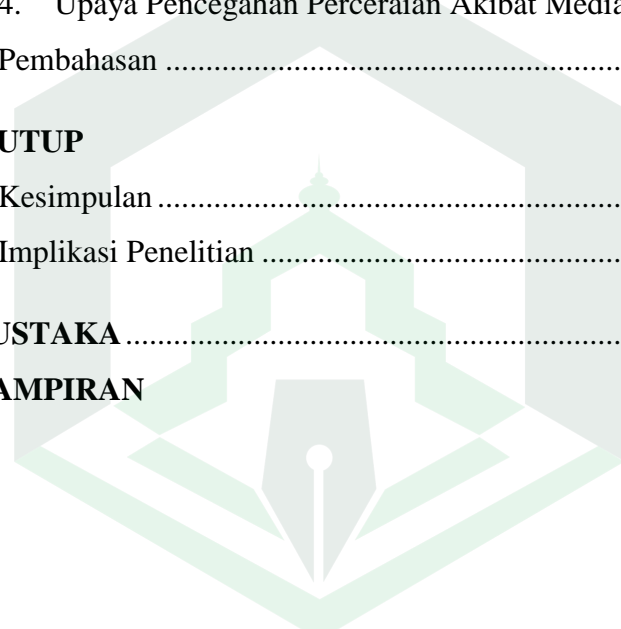 4. Upaya Pencegahan Perceraian Akibat Media
Pembahasan ...........................................................
UTUP
Kesimpulan ............................................................
Implikasi Penelitian ...............................................
USTAKA ................................................................
AMPIRAN